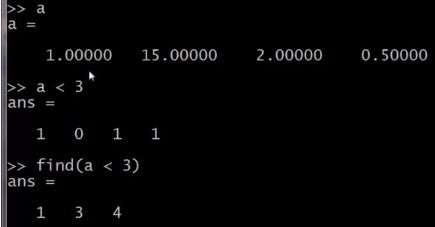 >> a
a =
1.00000 15.00000 2.00000 0.50000
>> a < 3
ans =
1 0 1 1
>> find(a < 3)
ans =
1 3 4